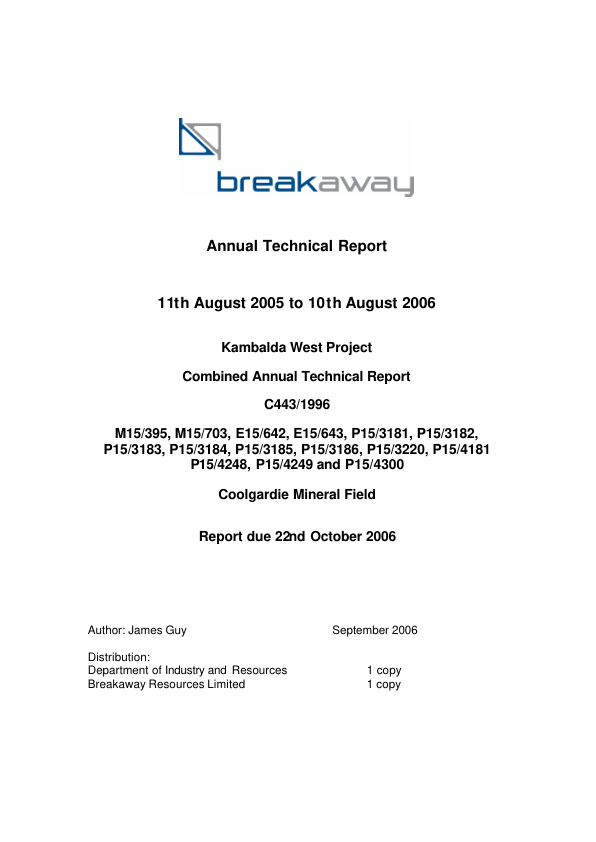 breakaway
Annual Technical Report
11th August 2005 to 10th August 2006
Kambalda West Project
Combined Annual Technical Report
C443/1996
M15/395, M15/703, E15/642, E15/643, P15/3181, P15/3182,
P15/3183, P15/3184, P15/3185, P15/3186, P15/3220, P15/4181
P15/4248, P15/4249 and P15/4300
Coolgardie Mineral Field
Report due 22nd October 2006
Author: James Guy September 2006
Distribution:
Department of Industry and Resources 1 copy
Breakaway Resources Limited 1 copy